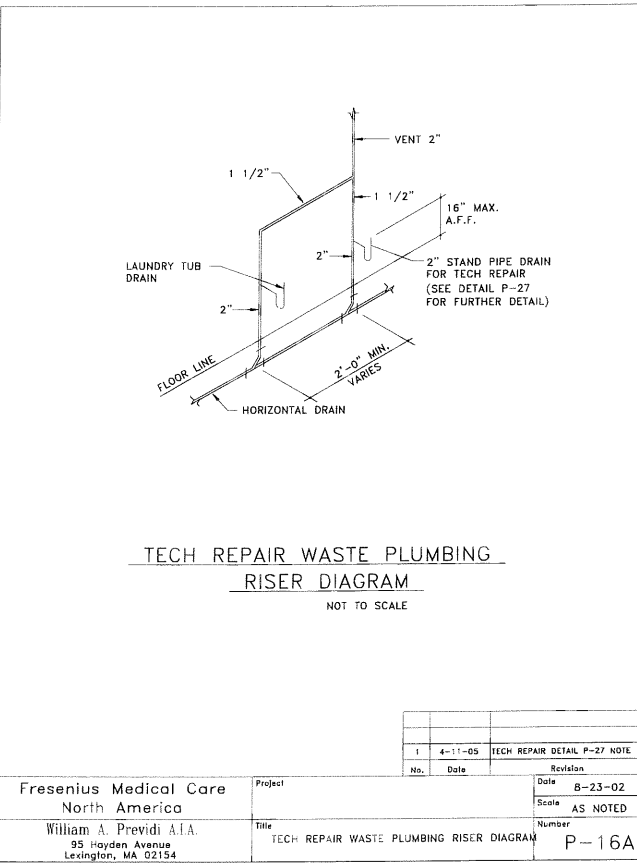 VENT 2"
1 1/2"
1 1/2"
16" MAX.
A.F.F.
2"
2" STAND PIPE DRAIN
FOR TECH REPAIR
(SEE DETAIL P-27
FOR FURTHER DETAIL)
LAUNDRY TUB
DRAIN
2"
FLOOR LINE
2'-0" MIN.
VARIES
HORIZONTAL DRAIN
TECH REPAIR WASTE PLUMBING
RISER DIAGRAM
NOT TO SCALE
1 4-11-05 TECH REPAIR DETAIL P-27 NOTE
No. Date Revision
Fresenius Medical Care
North America
Project
Date 8-23-02
Scale AS NOTED
William A. Previdi A.I.A.
95 Hayden Avenue
Lexington, MA 02154
Title
TECH REPAIR WASTE PLUMBING RISER DIAGRAM
Number
P-16A